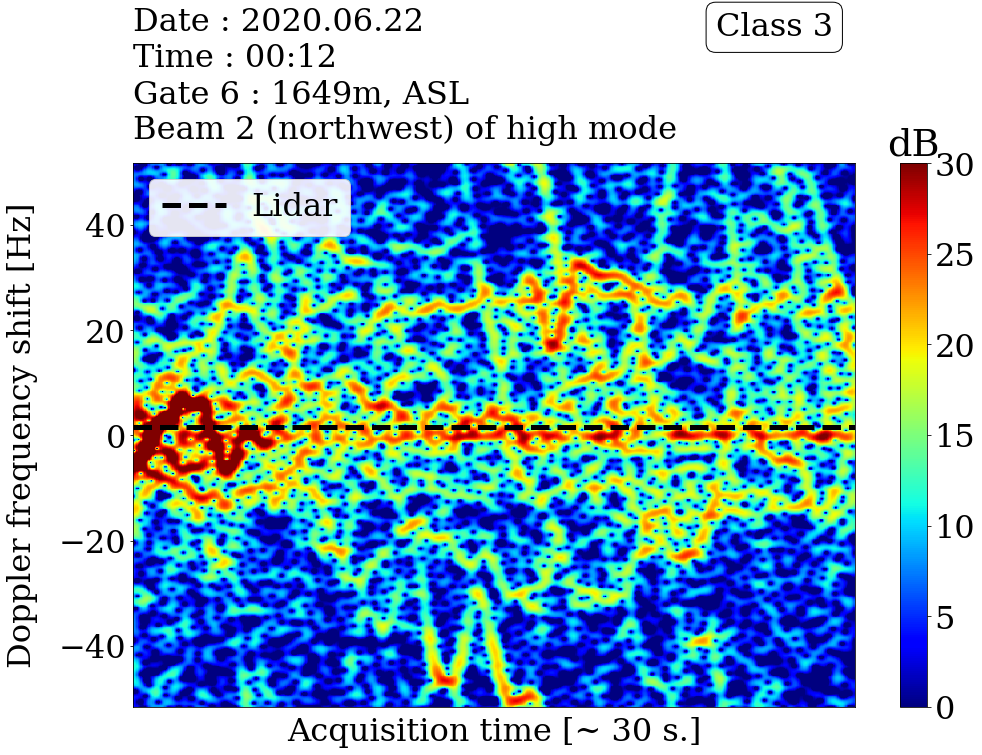 Date : 2020.06.22
Class 3
Time : 00:12
Gate 6 : 1649m, ASL
Beam 2 (northwest) of high mode
dB
30
25
20
15
10
5
0
Lidar
Doppler frequency shift [Hz]
40
20
0
−20
−40
Acquisition time [~ 30 s.]